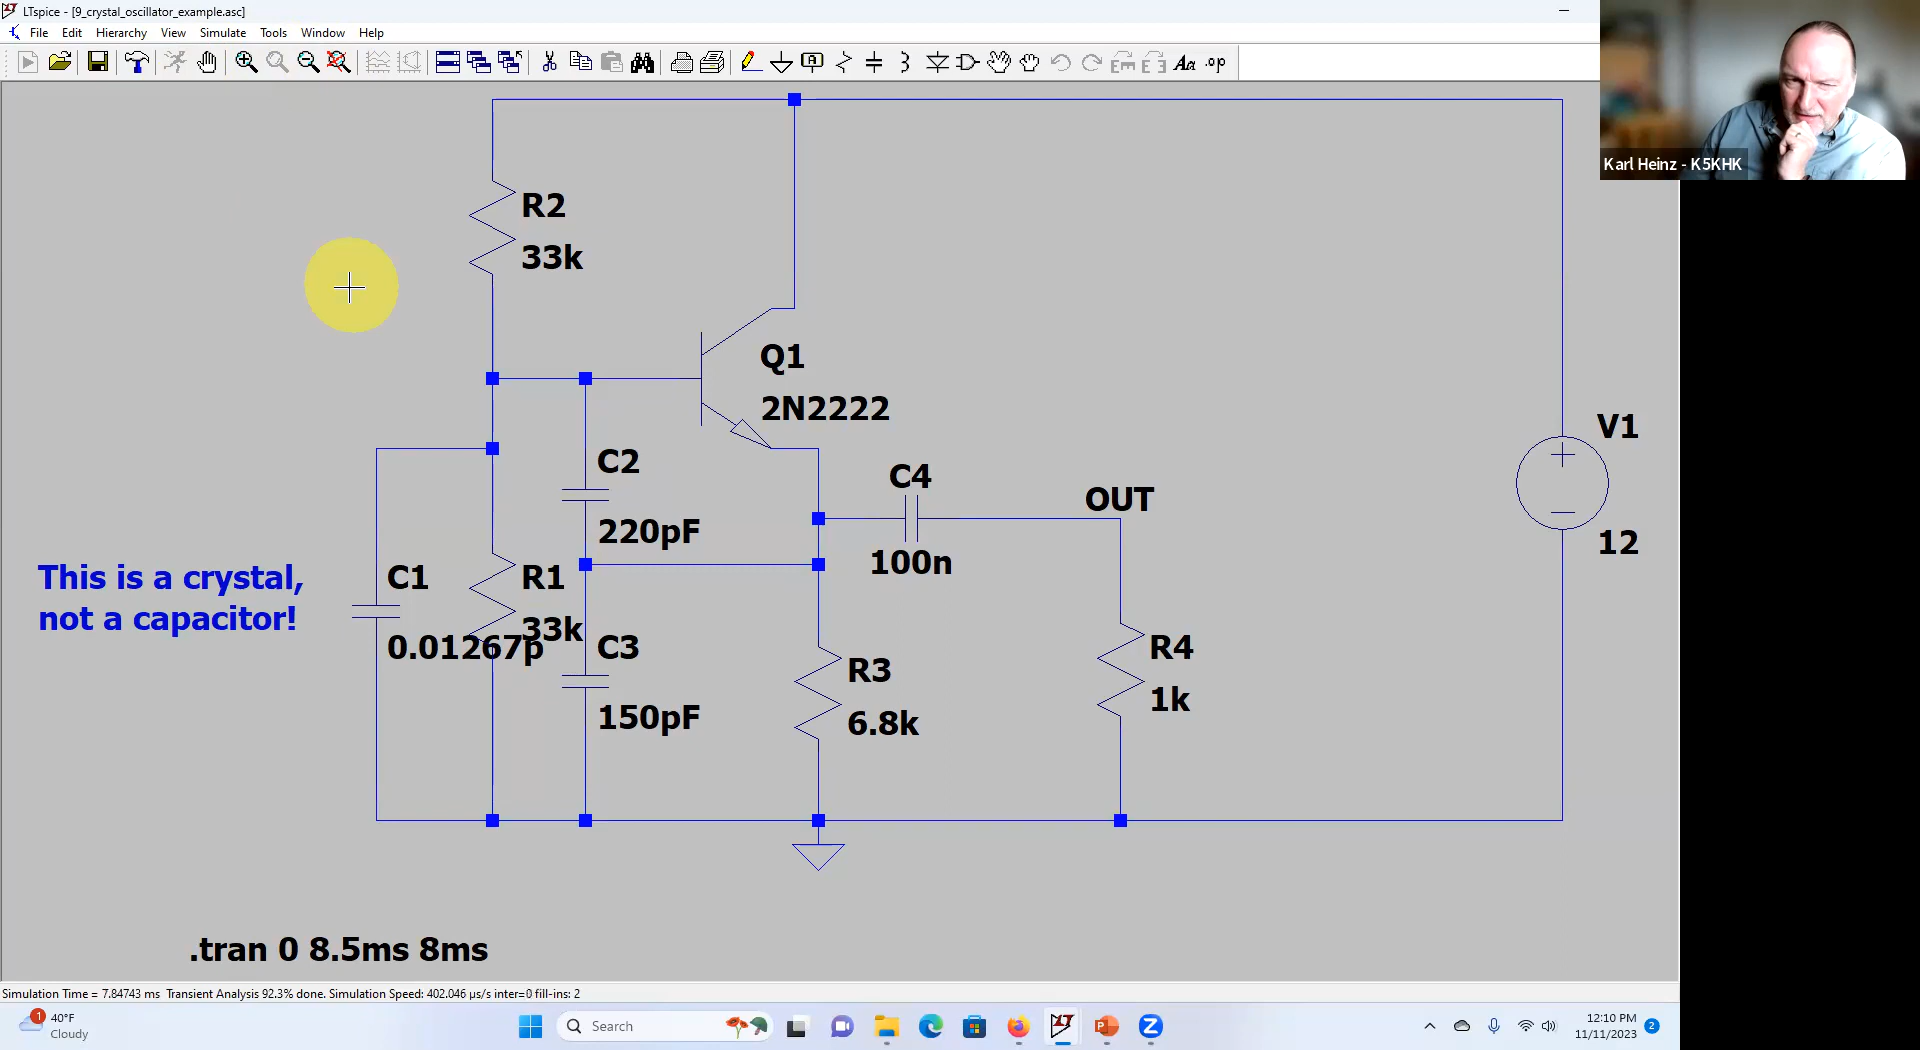 LTspice - [9_crystal_oscillator_example.asc]
File Edit Hierarchy View Simulate Tools Window Help
A
Aa .op
Karl Heinz - K5KHK
R2
33k
Q1
2N2222
V1
12
C2
220pF
C4
100n
OUT
This is a crystal,
not a capacitor!
C1
0.01267p
R1
33k
C3
150pF
R3
6.8k
R4
1k
.tran 0 8.5ms 8ms
Simulation Time = 7.84743 ms Transient Analysis 92.3% done. Simulation Speed: 402.046 µs/s inter=0 fill-ins: 2
1
40°F
Cloudy
Search
12:10 PM
11/11/2023
2